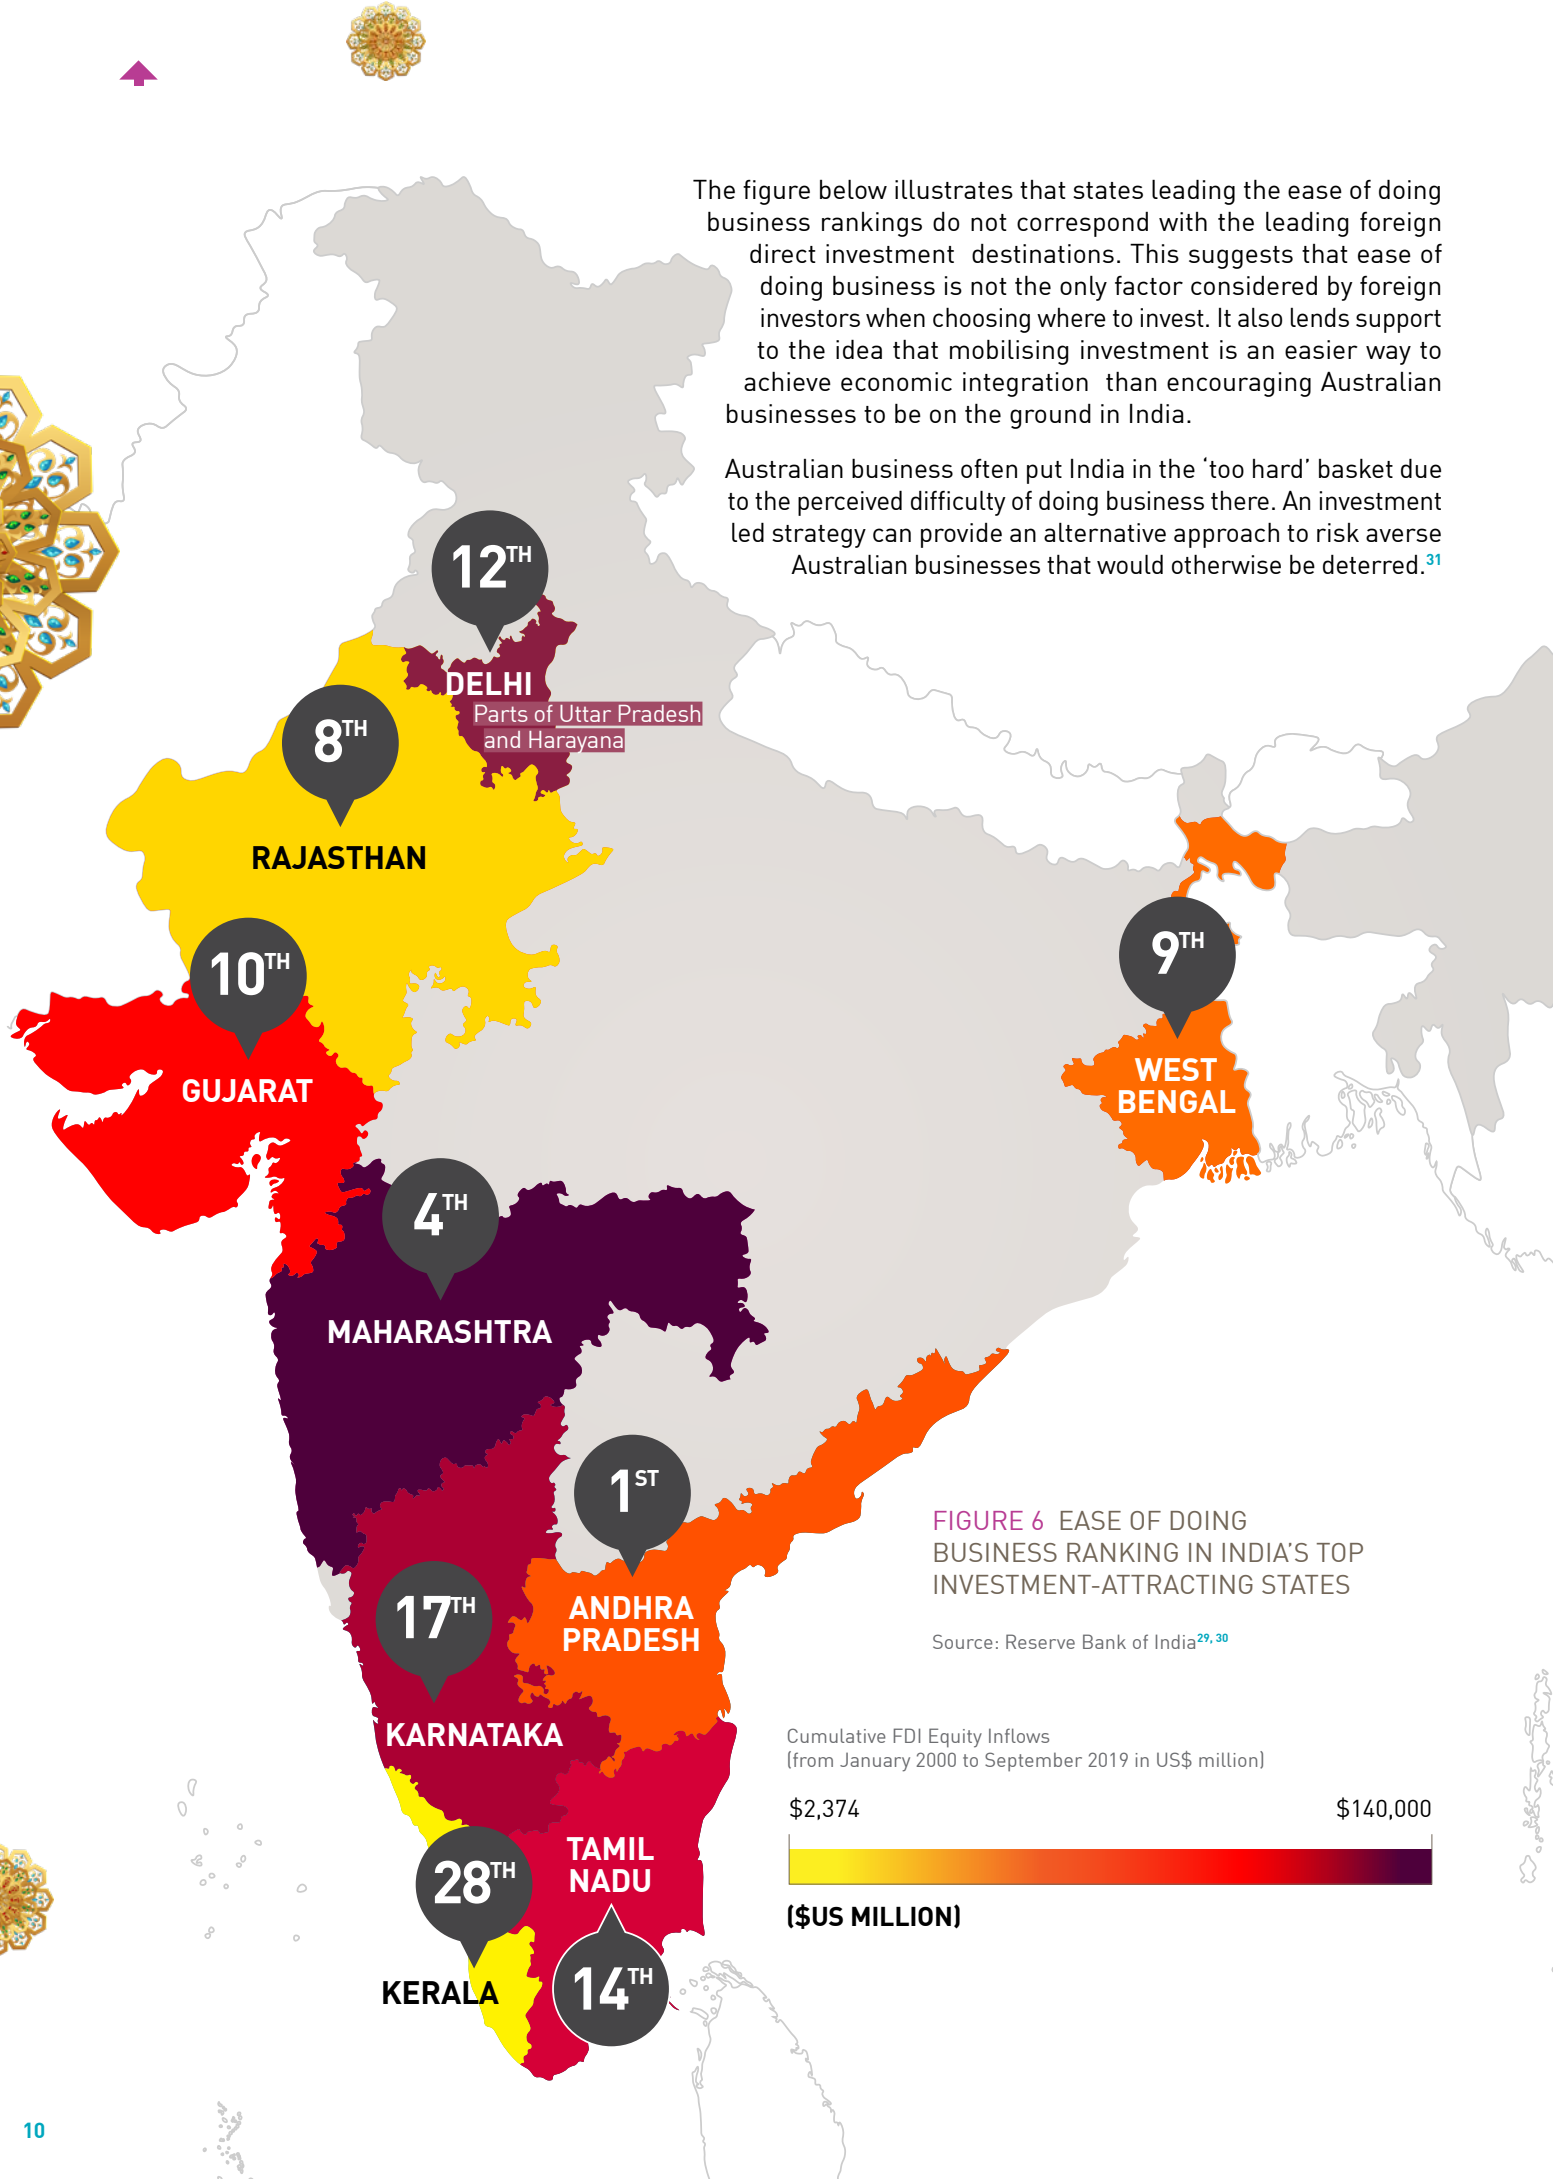 The figure below illustrates that states leading the ease of doing
business rankings do not correspond with the leading foreign
direct investment destinations. This suggests that ease of
doing business is not the only factor considered by foreign
investors when choosing where to invest. It also lends support
to the idea that mobilising investment is an easier way to
achieve economic integration than encouraging Australian
businesses to be on the ground in India.
Australian business often put India in the ‘too hard’ basket due
to the perceived difficulty of doing business there. An investment
led strategy can provide an alternative approach to risk averse
Australian businesses that would otherwise be deterred.31
12TH
DELHI
Parts of Uttar Pradesh
and Harayana
8TH
RAJASTHAN
10TH
GUJARAT
9TH
WEST
BENGAL
4TH
MAHARASHTRA
1ST
ANDHRA
PRADESH
17TH
KARNATAKA
28TH
KERALA
TAMIL
NADU
14TH
FIGURE 6 EASE OF DOING
BUSINESS RANKING IN INDIA’S TOP
INVESTMENT-ATTRACTING STATES
Source: Reserve Bank of India29, 30
Cumulative FDI Equity Inflows
(from January 2000 to September 2019 in US$ million)
$2,374 $140,000
($US MILLION)
10